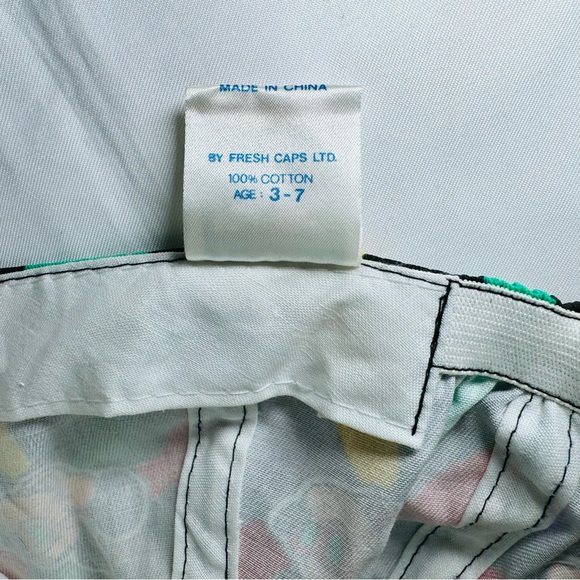 MADE IN CHINA
BY FRESH CAPS LTD.
100% COTTON
AGE: 3-7